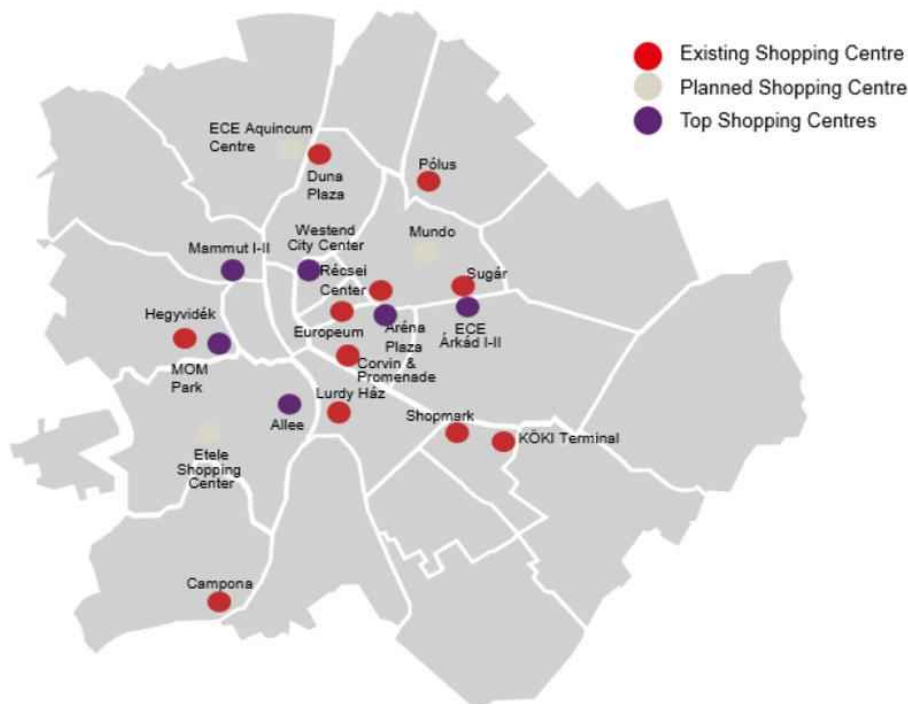 Existing Shopping Centre
Planned Shopping Centre
Top Shopping Centres
ECE Aquincum
Centre
Duna
Plaza
Pólus
Westend
City Center
Mundo
Mammut I-II
Récsei
Center
Sugár
Hegyvidék
Europeum
Aréna
Plaza
ECE
Árkád I-II
MOM
Park
Corvin &
Promenade
Lurdy Ház
Allee
Shopmark
KÖKI Terminal
Etele
Shopping
Center
Campona